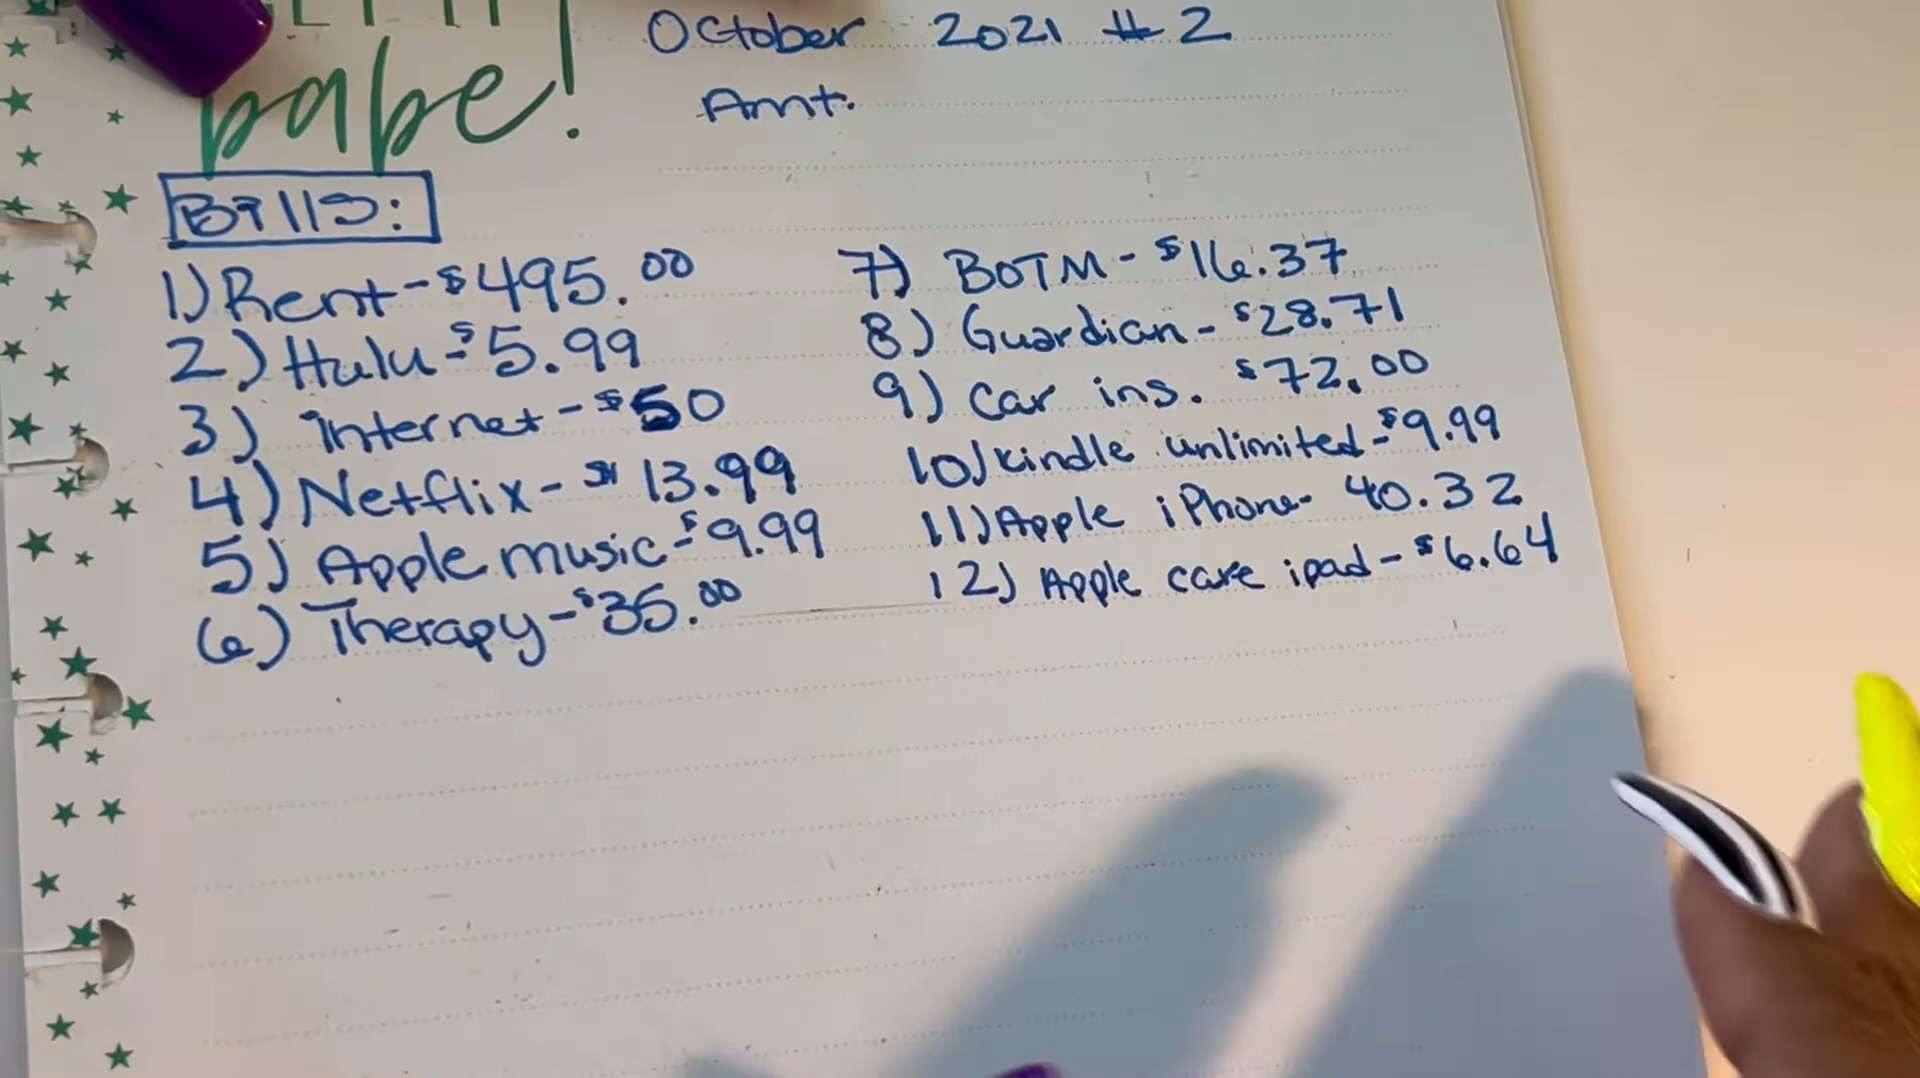 babe!
October 2021 #2
Amt.
Bills:
1) Rent - $495.00
2) Hulu - $5.99
3) internet - $50
4) Netflix - $13.99
5) Apple music - $9.99
6) Therapy - $35.00
7) BOTM - $16.37
8) Guardian - $28.71
9) car ins. $72.00
10) kindle unlimited - $9.99
11) Apple iPhone - 40.32
12) Apple care ipad - $6.64